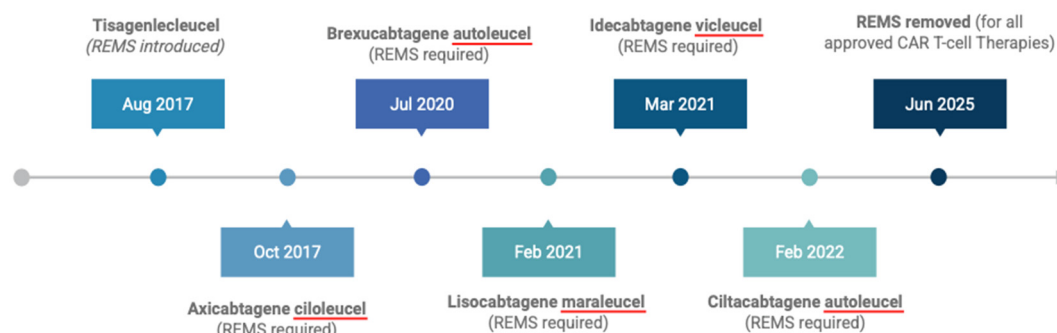 Tisagenlecleucel
(REMS introduced)
Aug 2017
Oct 2017
Axicabtagene ciloleucel
(REMS required)
Brexucabtagene autoleucel
(REMS required)
Jul 2020
Feb 2021
Lisocabtagene maraleucel
(REMS required)
Idecabtagene vicleucel
(REMS required)
Mar 2021
Feb 2022
Ciltacabtagene autoleucel
(REMS required)
REMS removed (for all
approved CAR T-cell Therapies)
Jun 2025